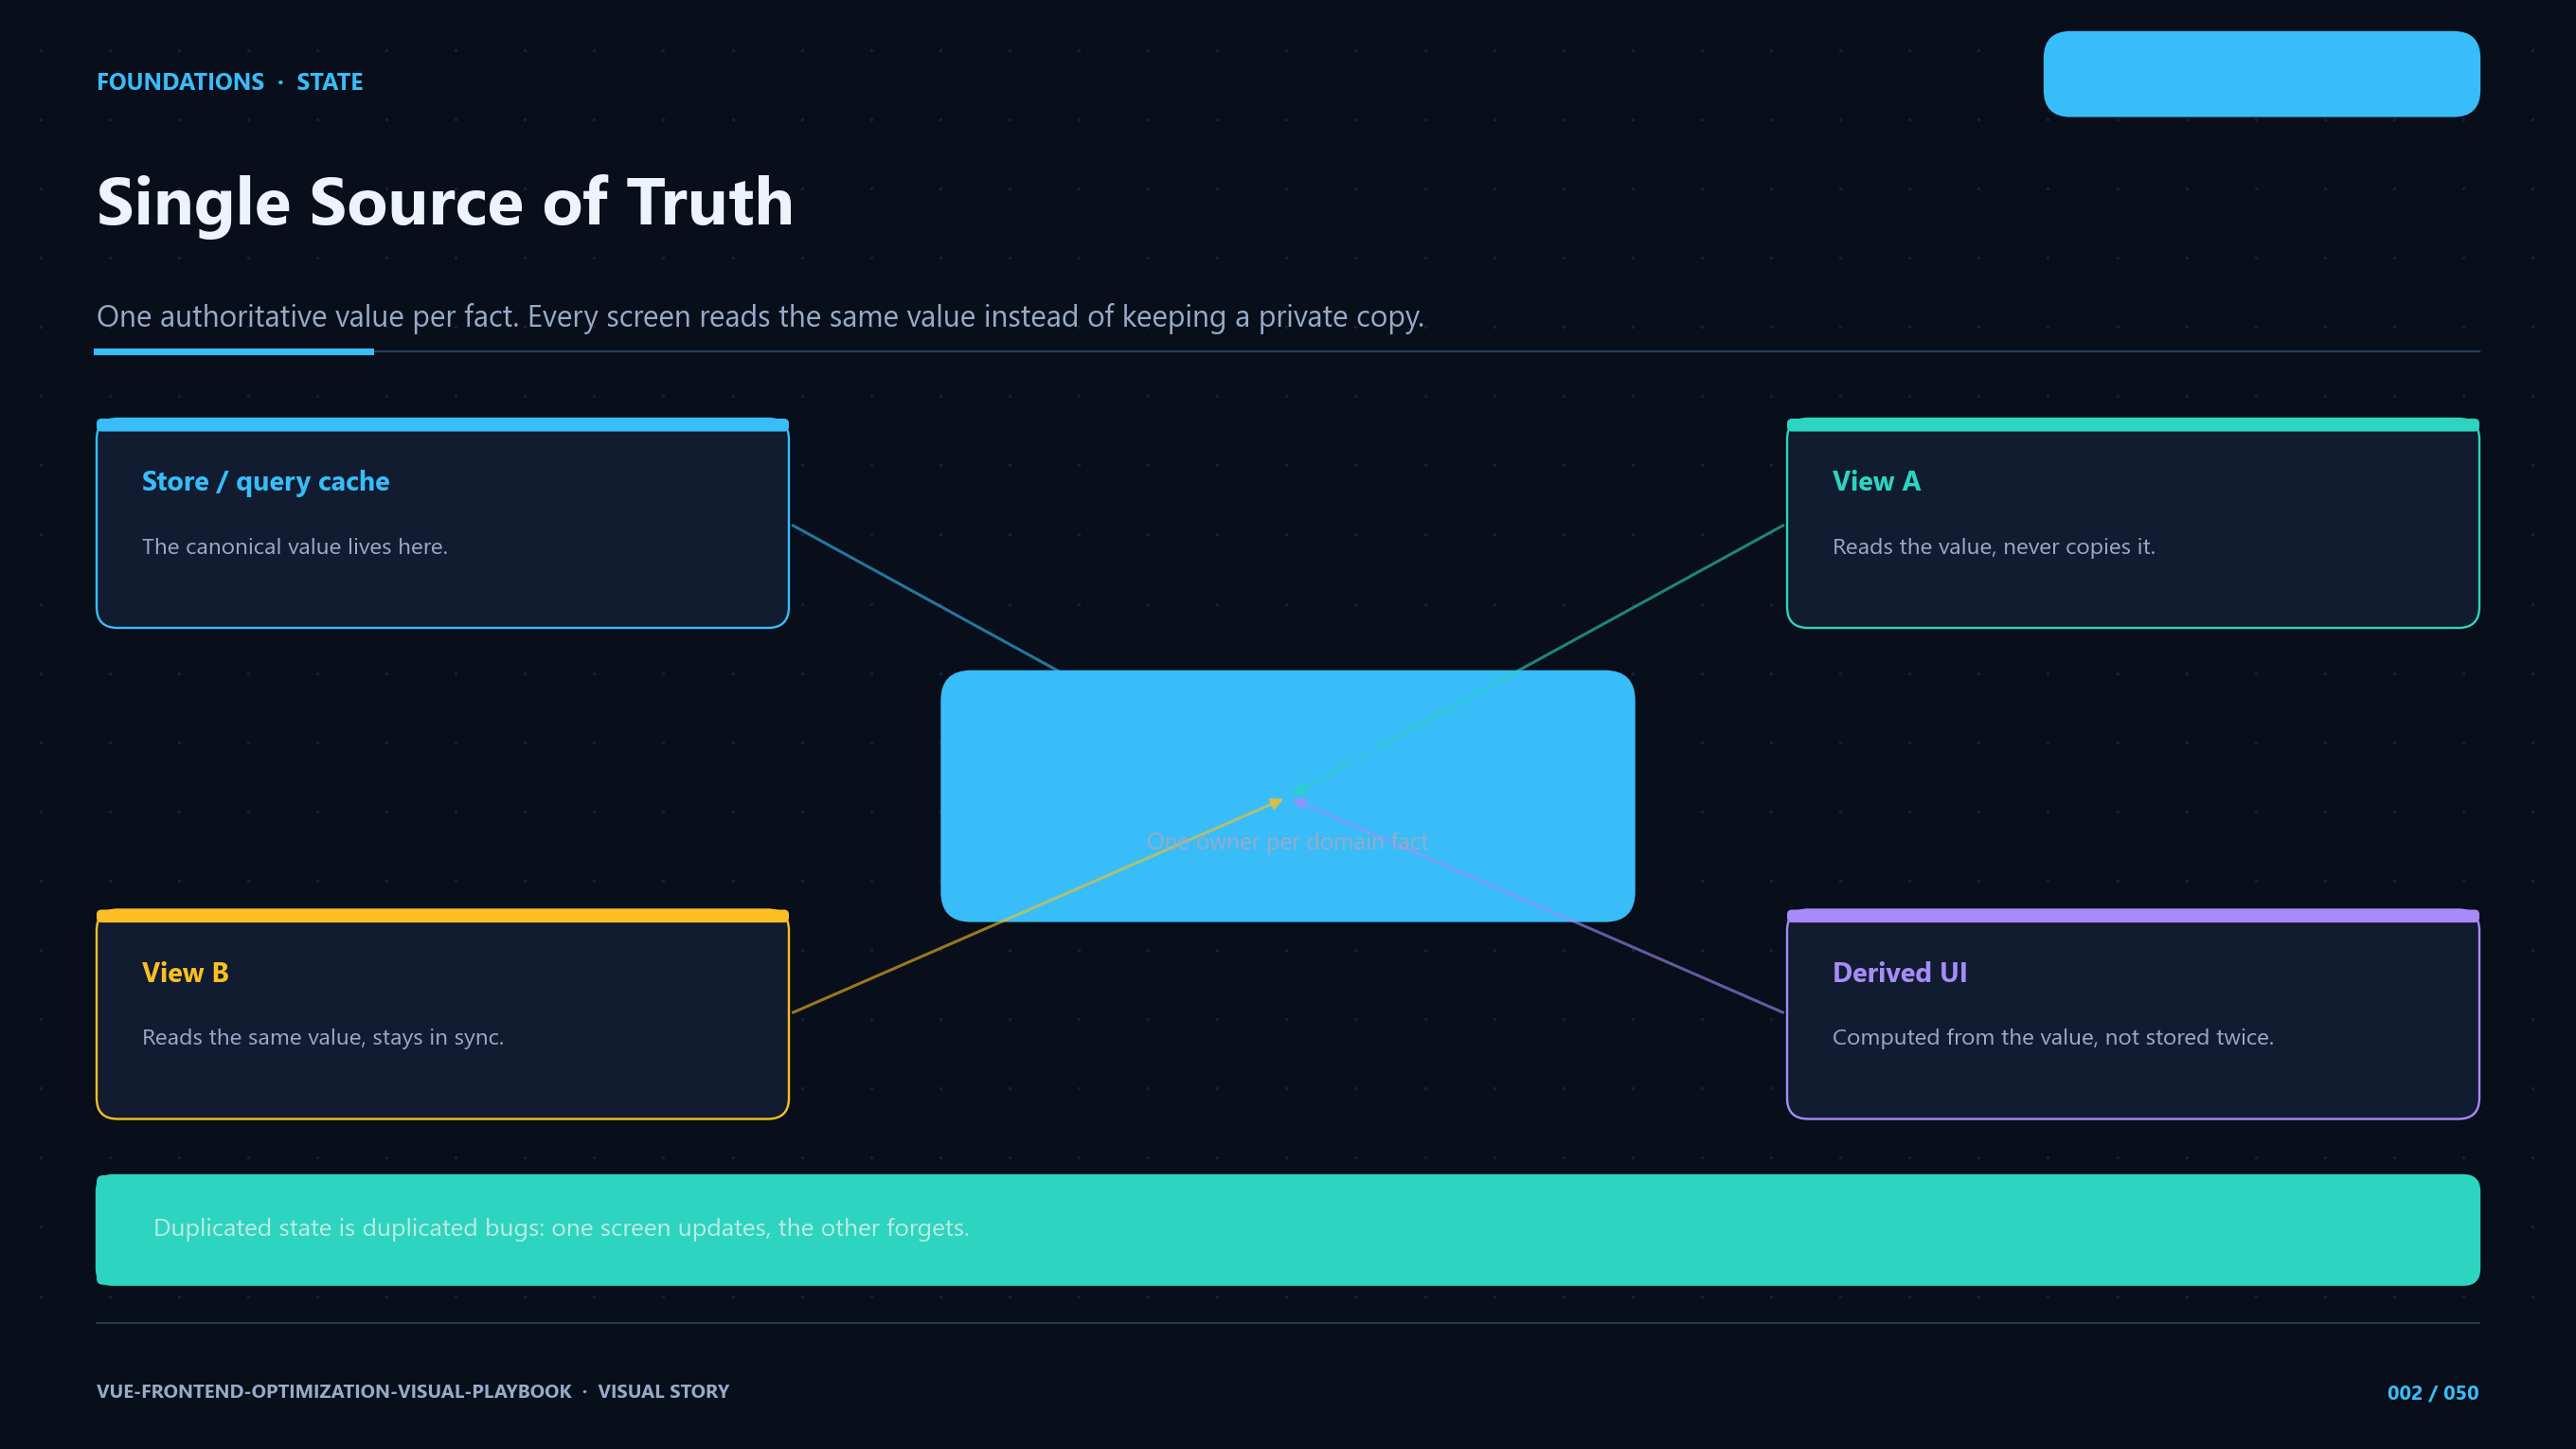 FOUNDATIONS · STATE
Single Source of Truth
One authoritative value per fact. Every screen reads the same value instead of keeping a private copy.
Store / query cache
The canonical value lives here.
View A
Reads the value, never copies it.
One owner per domain fact
View B
Reads the same value, stays in sync.
Derived UI
Computed from the value, not stored twice.
Duplicated state is duplicated bugs: one screen updates, the other forgets.
VUE-FRONTEND-OPTIMIZATION-VISUAL-PLAYBOOK · VISUAL STORY
002 / 050